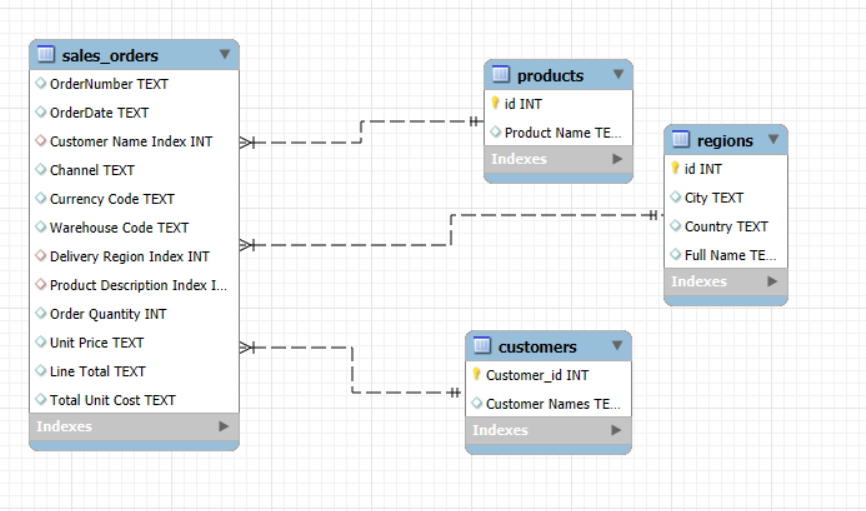 sales_orders
OrderNumber TEXT
OrderDate TEXT
Customer Name Index INT
Channel TEXT
Currency Code TEXT
Warehouse Code TEXT
Delivery Region Index INT
Product Description Index I...
Order Quantity INT
Unit Price TEXT
Line Total TEXT
Total Unit Cost TEXT
Indexes
products
id INT
Product Name TE...
Indexes
regions
id INT
City TEXT
Country TEXT
Full Name TE...
Indexes
customers
Customer_id INT
Customer Names TE...
Indexes